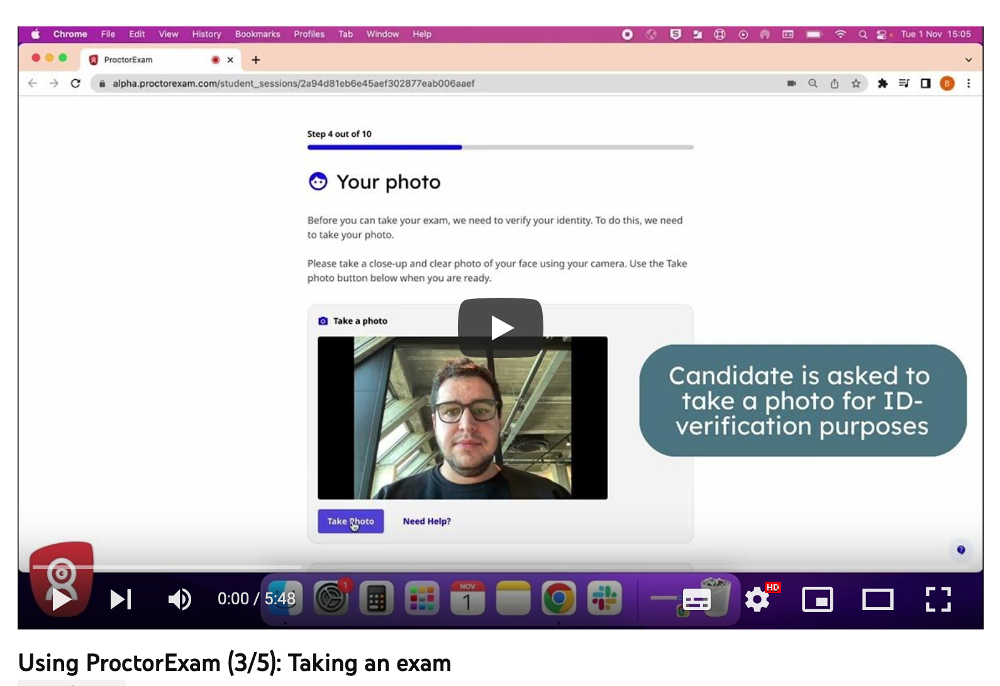 Chrome File Edit View History Bookmarks Profiles Tab Window Help Tue 1 Nov 15:05
ProctorExam
alpha.proctorexam.com/student_sessions/2a94d81eb6e45aef302877eab006aaef
B
Step 4 out of 10
Your photo
Before you can take your exam, we need to verify your identity. To do this, we need
to take your photo.
Please take a close-up and clear photo of your face using your camera. Use the Take
photo button below when you are ready.
Take a photo
Candidate is asked to
take a photo for ID-
verification purposes
Take Photo
Need Help?
0:00 / 5:48
1
NOV
1
HD
Using ProctorExam (3/5): Taking an exam